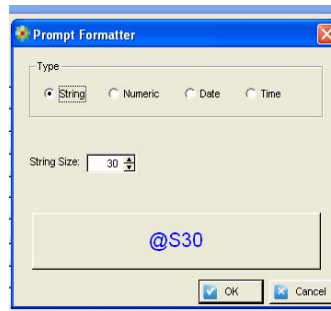 Prompt Formatter
Type
String Numeric Date Time
String Size: 30
@S30
OK Cancel